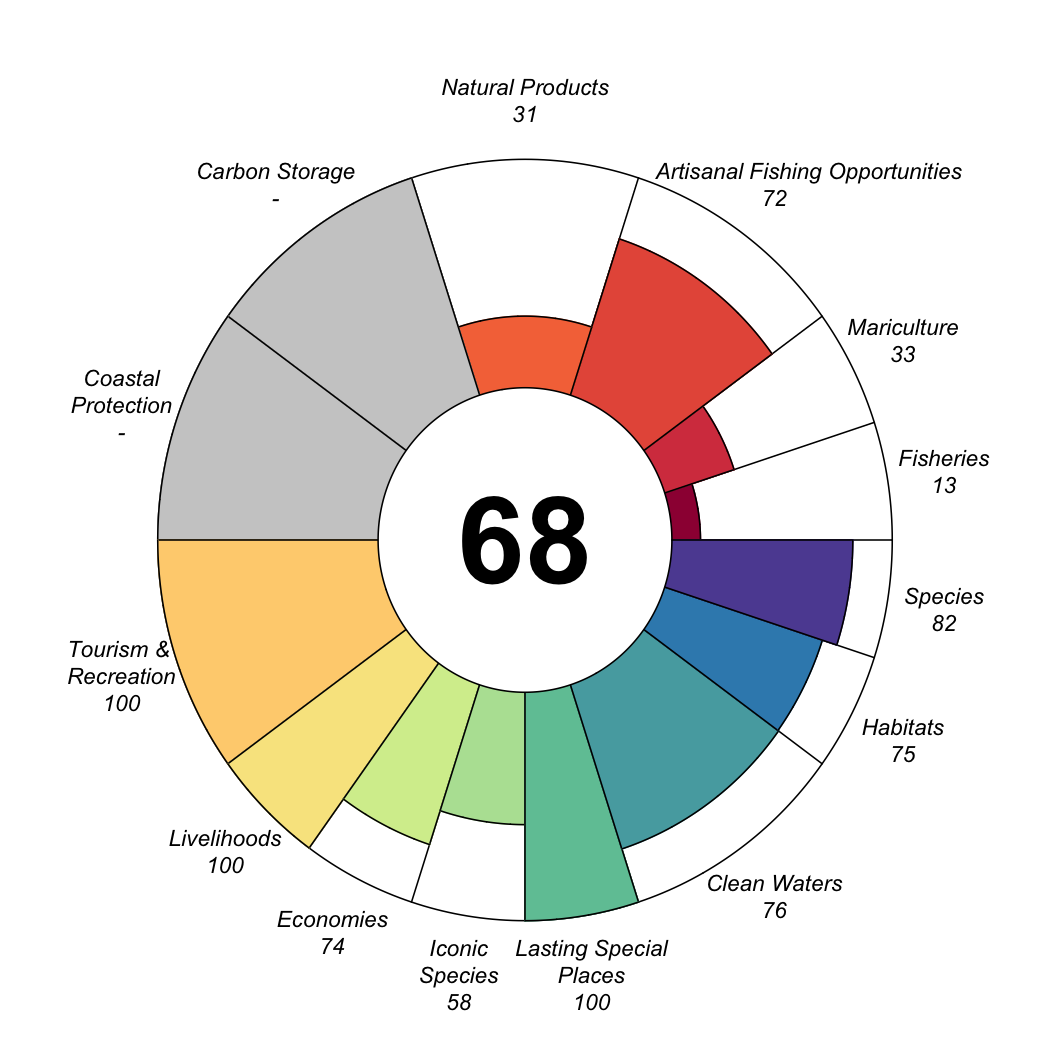 Natural Products
31
Carbon Storage
-
Artisanal Fishing Opportunities
72
Mariculture
33
Coastal
Protection
-
Fisheries
13
68
Species
82
Tourism &
Recreation
100
Habitats
75
Livelihoods
100
Clean Waters
76
Economies
74
Iconic
Species
58
Lasting Special
Places
100